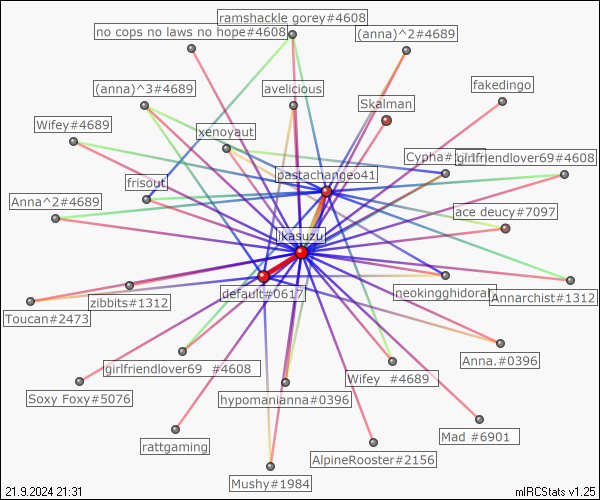 ramshackle gorey#4608
no cops no laws no hope#4608
(anna)^2#4689
(anna)^3#4689
avelicious
fakedingo
Skalman
Wifey#4689
xenoyaut
girlfriendlover69#4608
pastachangeo41
frisout
Anna^2#4689
ace deucy#7097
ikasuzu
default#0617
neokingghidorah
Annarchist#1312
zibbits#1312
Toucan#2473
Anna.#0396
girlfriendlover69 #4608
Wifey #4689
Soxy Foxy#5076
hypomanianna#0396
Mad #6901
rattgaming
AlpineRooster#2156
Mushy#1984
21.9.2024 21:31
mIRCStats v1.25